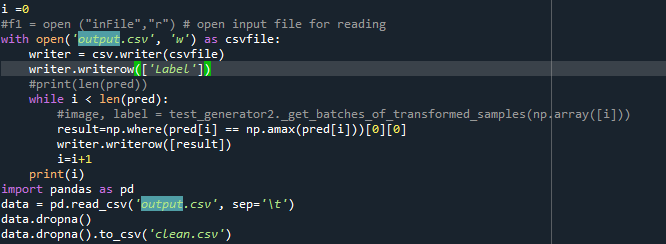 i =0
#f1 = open ("inFile","r") # open input file for reading
with open('output.csv', 'w') as csvfile:
    writer = csv.writer(csvfile)
    writer.writerow(['Label'])
    #print(len(pred))
    while i < len(pred):
        #image, label = test_generator2._get_batches_of_transformed_samples(np.array([i]))
        result=np.where(pred[i] == np.amax(pred[i]))[0][0]
        writer.writerow([result])
        i=i+1
    print(i)
import pandas as pd
data = pd.read_csv('output.csv', sep='\t')
data.dropna()
data.dropna().to_csv('clean.csv')